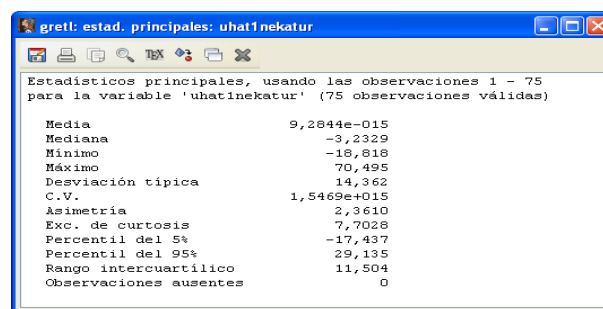 gretl: estad. principales: uhat1nekatur
TEX
Estadísticos principales, usando las observaciones 1 - 75
para la variable 'uhat1nekatur' (75 observaciones válidas)
Media 9,2844e-015
Mediana -3,2329
Mínimo -18,818
Máximo 70,495
Desviación típica 14,362
C.V. 1,5469e+015
Asimetría 2,3610
Exc. de curtosis 7,7028
Percentil del 5% -17,437
Percentil del 95% 29,135
Rango intercuartílico 11,504
Observaciones ausentes 0